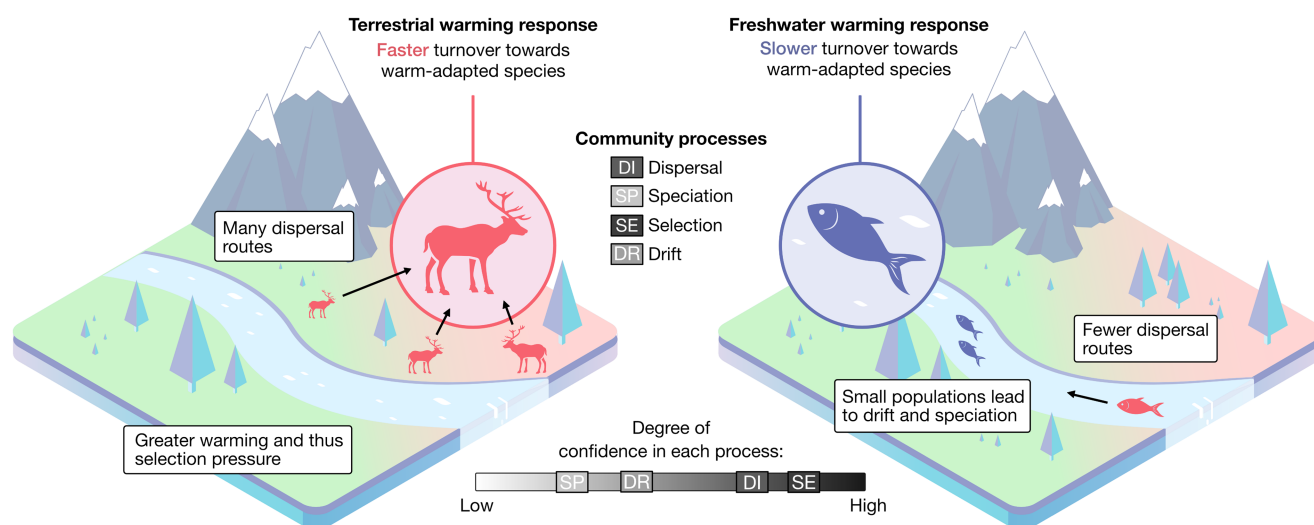 Terrestrial warming response
Faster turnover towards
warm-adapted species
Freshwater warming response
Slower turnover towards
warm-adapted species
Community processes
DI Dispersal
SP Speciation
SE Selection
DR Drift
Many dispersal
routes
Greater warming and thus
selection pressure
Fewer dispersal
routes
Small populations lead
to drift and speciation
Degree of
confidence in each process:
SP DR DI SE
Low High